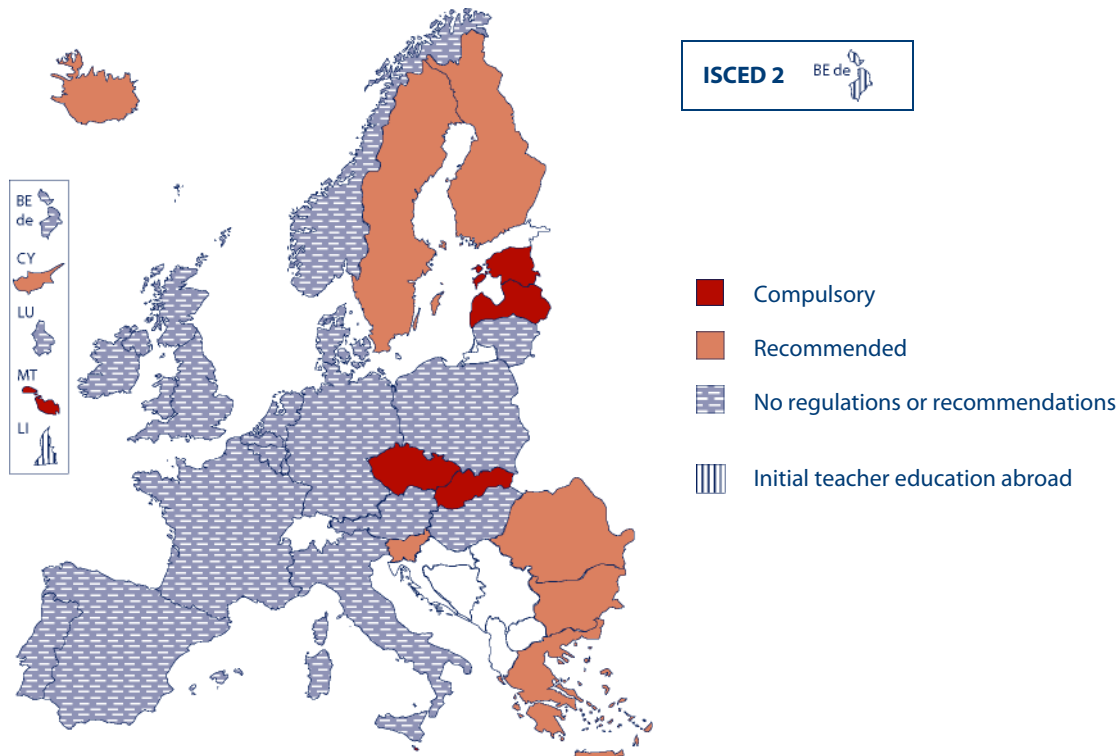 ISCED 2
BE de
BE
de
CY
LU
MT
LI
Compulsory
Recommended
No regulations or recommendations
Initial teacher education abroad